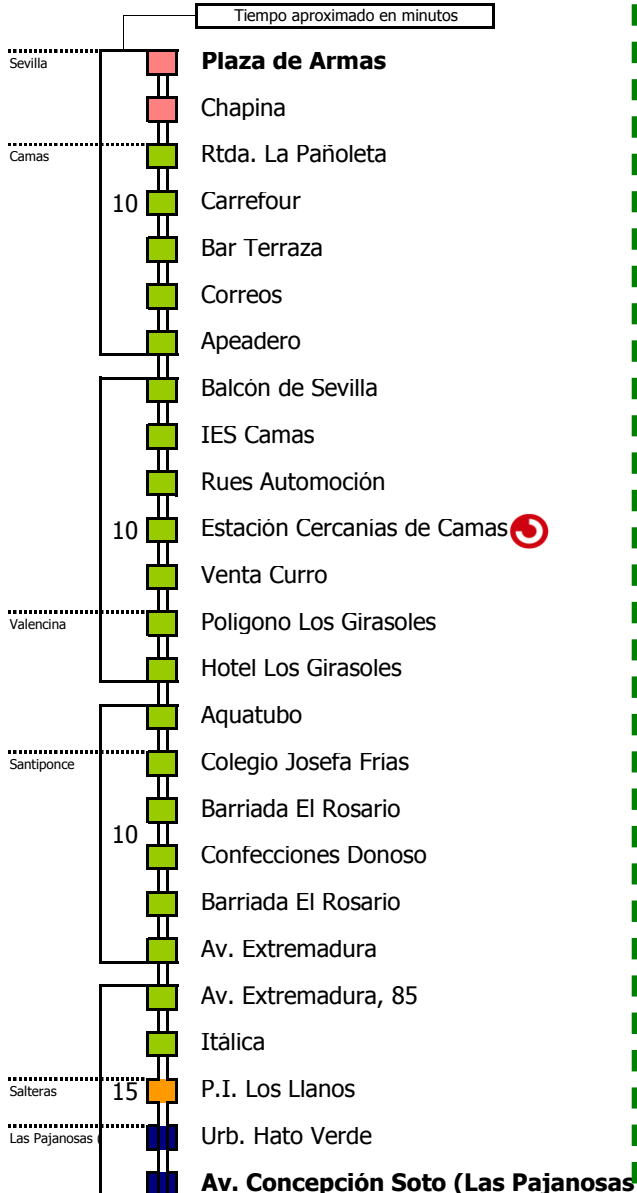 Tiempo aproximado en minutos
Sevilla
Plaza de Armas
Chapina
Camas
Rtda. La Pañoleta
10
Carrefour
Bar Terraza
Correos
Apeadero
Balcón de Sevilla
IES Camas
Rues Automoción
10
Estación Cercanías de Camas
Venta Curro
Valencina
Poligono Los Girasoles
Hotel Los Girasoles
Aquatubo
Santiponce
Colegio Josefa Frias
Barriada El Rosario
10
Confecciones Donoso
Barriada El Rosario
Av. Extremadura
Av. Extremadura, 85
Itálica
Salteras
15
P.I. Los Llanos
Las Pajanosas (
Urb. Hato Verde
Av. Concepción Soto (Las Pajanosas